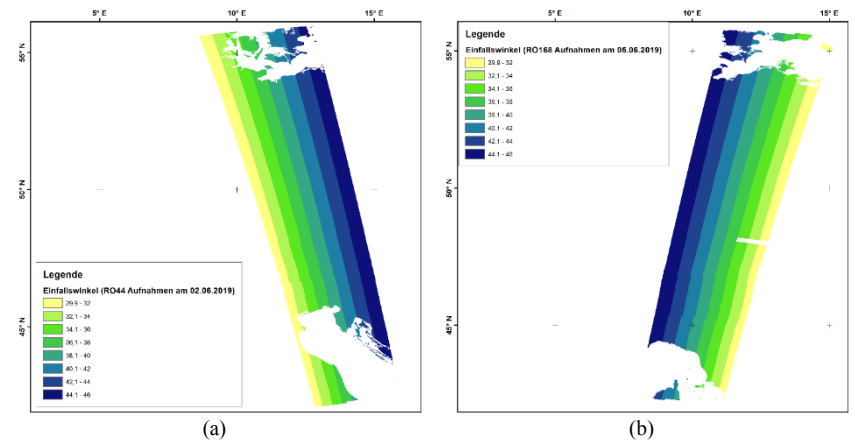 5° E 10° E 15° E
55° N
50° N
45° N
Legende
Einfallswinkel (RO44 Aufnahmen am 02.06.2019)
29,9 - 32
32,1 - 34
34,1 - 36
36,1 - 38
38,1 - 40
40,1 - 42
42,1 - 44
44,1 - 46
(a)
10° E 15° E
55° N
50° N
45° N
Legende
Einfallswinkel (RO168 Aufnahmen am 05.06.2019)
29,9 - 32
32,1 - 34
34,1 - 36
36,1 - 38
38,1 - 40
40,1 - 42
42,1 - 44
44,1 - 46
(b)